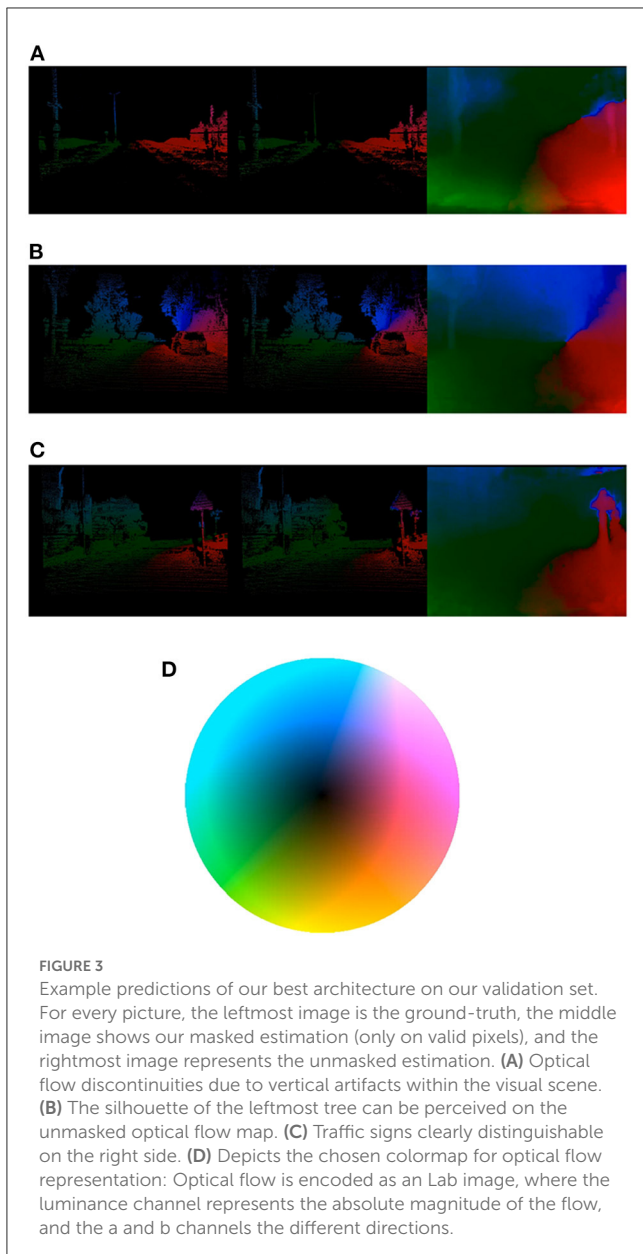 A
B
C
D
FIGURE 3
Example predictions of our best architecture on our validation set.
For every picture, the leftmost image is the ground-truth, the middle
image shows our masked estimation (only on valid pixels), and the
rightmost image represents the unmasked estimation. (A) Optical
flow discontinuities due to vertical artifacts within the visual scene.
(B) The silhouette of the leftmost tree can be perceived on the
unmasked optical flow map. (C) Traffic signs clearly distinguishable
on the right side. (D) Depicts the chosen colormap for optical flow
representation: Optical flow is encoded as an Lab image, where the
luminance channel represents the absolute magnitude of the flow,
and the a and b channels the different directions.